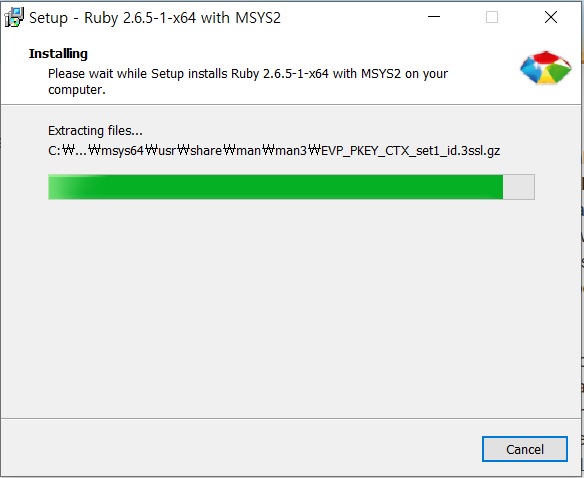 Setup - Ruby 2.6.5-1-x64 with MSYS2
Installing
Please wait while Setup installs Ruby 2.6.5-1-x64 with MSYS2 on your
computer.
Extracting files...
C:₩...₩msys64₩usr₩share₩man₩man3₩EVP_PKEY_CTX_set1_id.3ssl.gz
Cancel